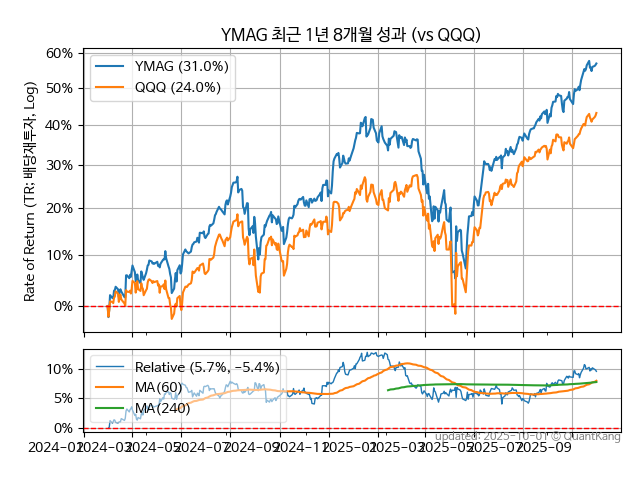 YMAG 최근 1년 8개월 성과 (vs QQQ)
Rate of Return (TR: 배당재투자, Log)
60%
50%
40%
30%
20%
10%
0%
YMAG (31.0%)
QQQ (24.0%)
10%
5%
0%
Relative (5.7%, −5.4%)
MA(60)
MA(240)
2024-01
2024-03
2024-05
2024-07
2024-09
2024-11
2025-01
2025-03
2025-05
2025-07
2025-09
updated: 2025-10-01 © QuantKang